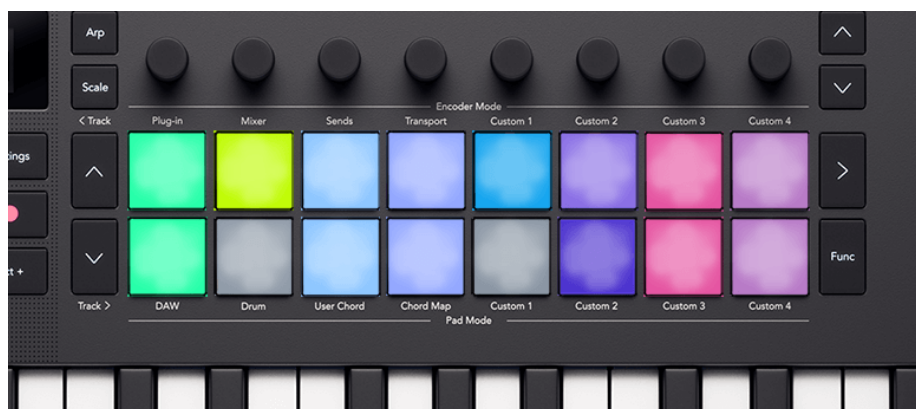 Arp
Scale
Encoder Mode
< Track Plug-in Mixer Sends Transport Custom 1 Custom 2 Custom 3 Custom 4
Func
Track > DAW Drum User Chord Chord Map Custom 1 Custom 2 Custom 3 Custom 4
Pad Mode